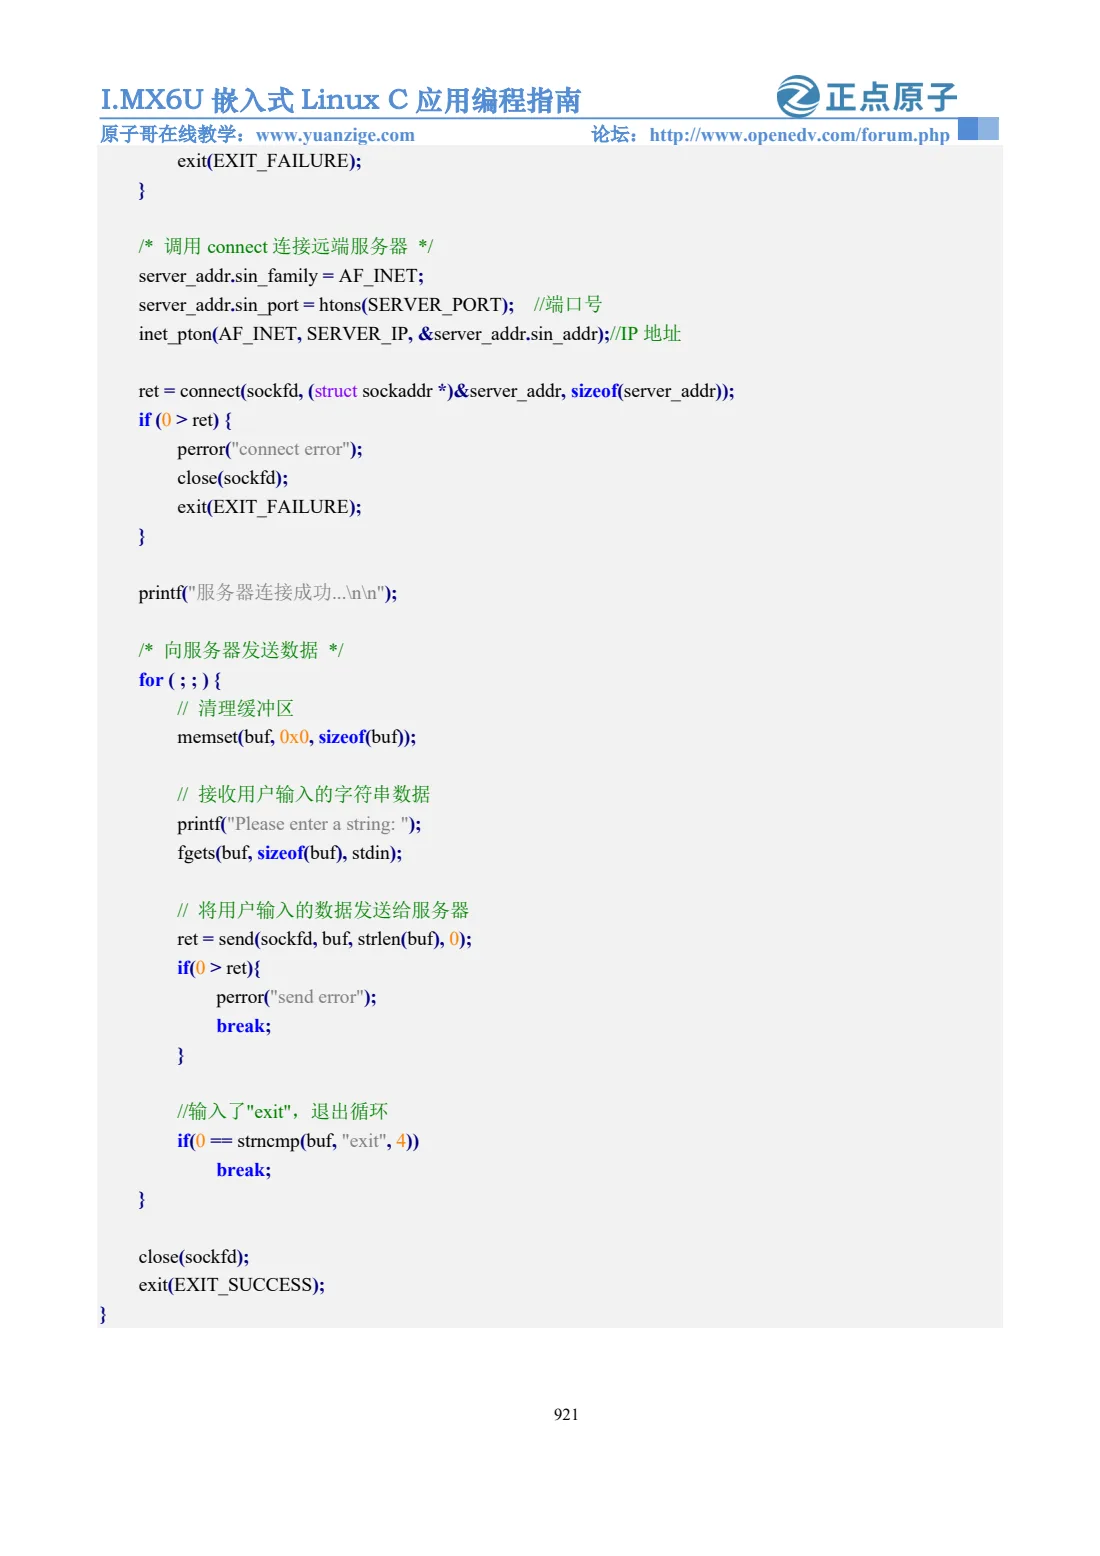 I.MX6U 嵌入式 Linux C 应用编程指南
正点原子
原子哥在线教学：www.yuanzige.com 论坛：http://www.openedv.com/forum.php
exit(EXIT_FAILURE);
}
/* 调用 connect 连接远端服务器 */
server_addr.sin_family = AF_INET;
server_addr.sin_port = htons(SERVER_PORT); //端口号
inet_pton(AF_INET, SERVER_IP, &server_addr.sin_addr);//IP 地址
ret = connect(sockfd, (struct sockaddr *)&server_addr, sizeof(server_addr));
if (0 > ret) {
perror("connect error");
close(sockfd);
exit(EXIT_FAILURE);
}
printf("服务器连接成功...\n\n");
/* 向服务器发送数据 */
for ( ; ; ) {
// 清理缓冲区
memset(buf, 0x0, sizeof(buf));
// 接收用户输入的字符串数据
printf("Please enter a string: ");
fgets(buf, sizeof(buf), stdin);
// 将用户输入的数据发送给服务器
ret = send(sockfd, buf, strlen(buf), 0);
if(0 > ret){
perror("send error");
break;
}
//输入了"exit"，退出循环
if(0 == strncmp(buf, "exit", 4))
break;
}
close(sockfd);
exit(EXIT_SUCCESS);
}
921